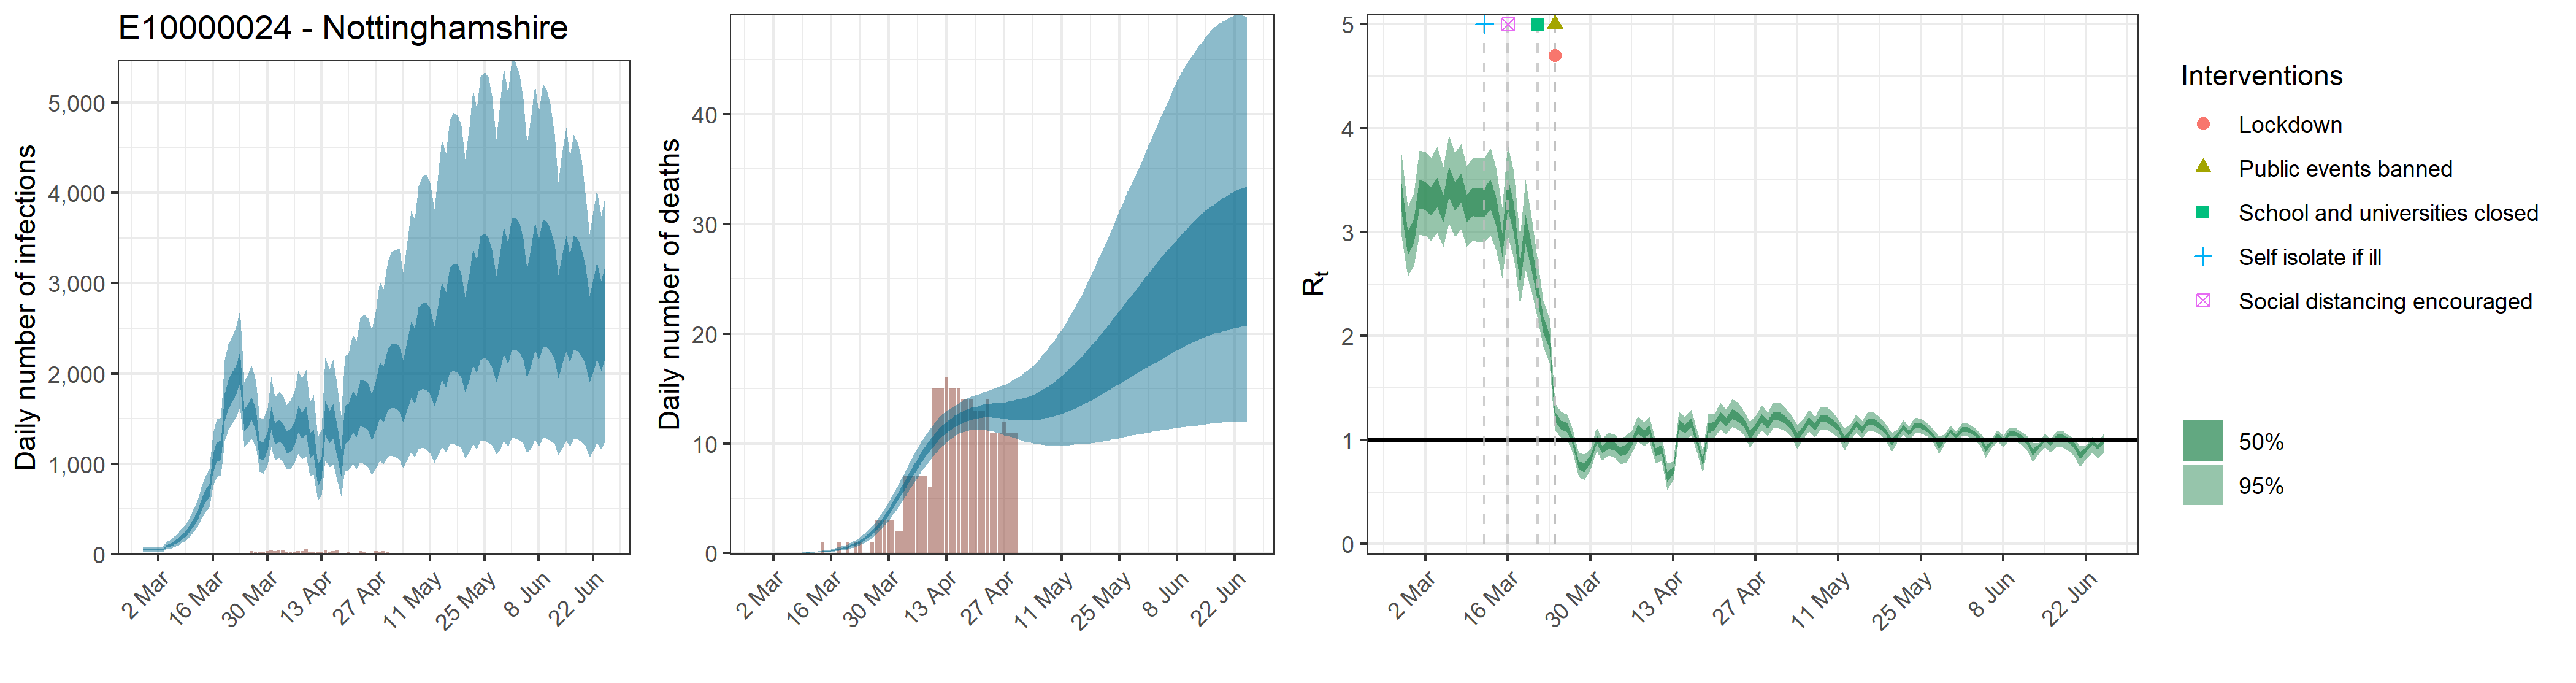 E10000024 - Nottinghamshire
Daily number of infections
5,000
4,000
3,000
2,000
1,000
0
2 Mar
16 Mar
30 Mar
13 Apr
27 Apr
11 May
25 May
8 Jun
22 Jun
Daily number of deaths
40
30
20
10
0
2 Mar
16 Mar
30 Mar
13 Apr
27 Apr
11 May
25 May
8 Jun
22 Jun
Rt
5
4
3
2
1
0
2 Mar
16 Mar
30 Mar
13 Apr
27 Apr
11 May
25 May
8 Jun
22 Jun
Interventions
Lockdown
Public events banned
School and universities closed
Self isolate if ill
Social distancing encouraged
50%
95%